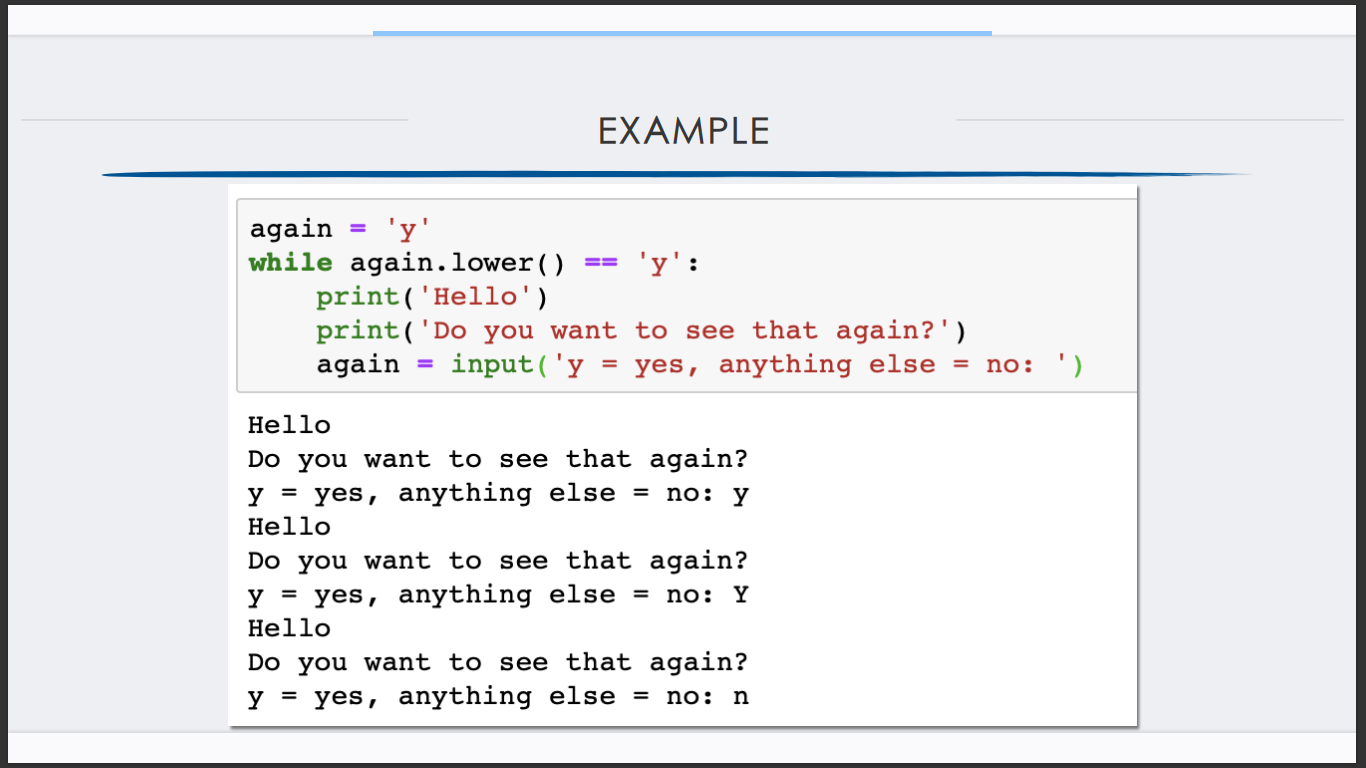 EXAMPLE
again = 'y'
while again.lower() == 'y':
    print('Hello')
    print('Do you want to see that again?')
    again = input('y = yes, anything else = no: ')
Hello
Do you want to see that again?
y = yes, anything else = no: y
Hello
Do you want to see that again?
y = yes, anything else = no: Y
Hello
Do you want to see that again?
y = yes, anything else = no: n